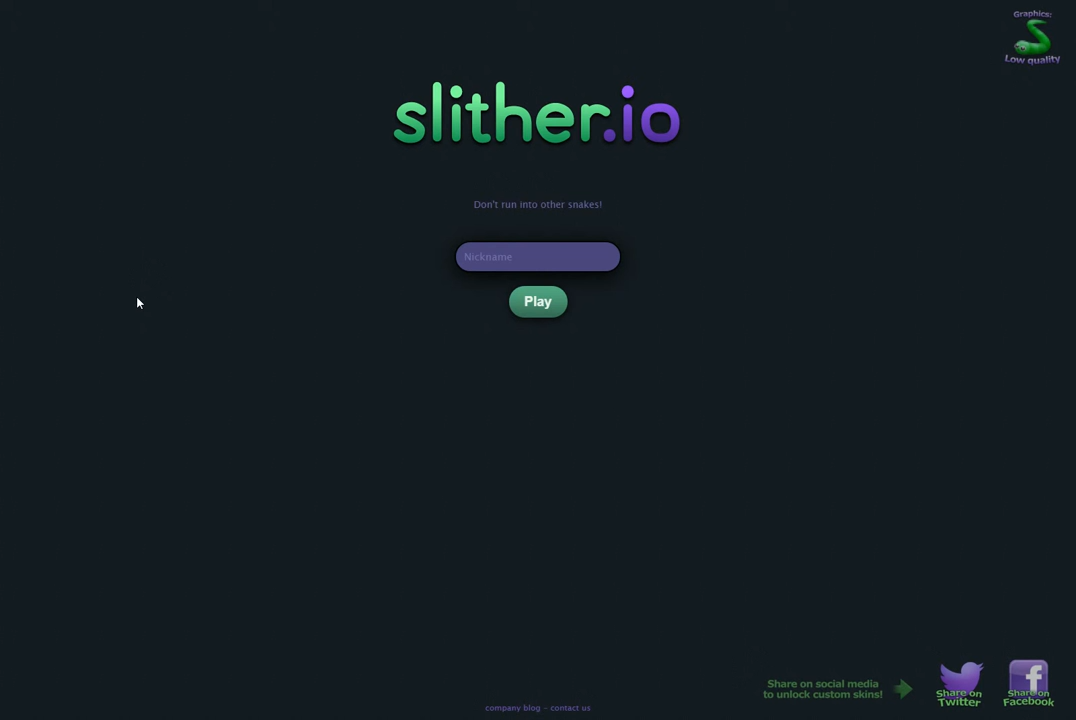 Graphics:
Low quality
slither.io
Don't run into other snakes!
Nickname
Play
Share on social media
to unlock custom skins!
Share on
Twitter
Share on
Facebook
company blog - contact us